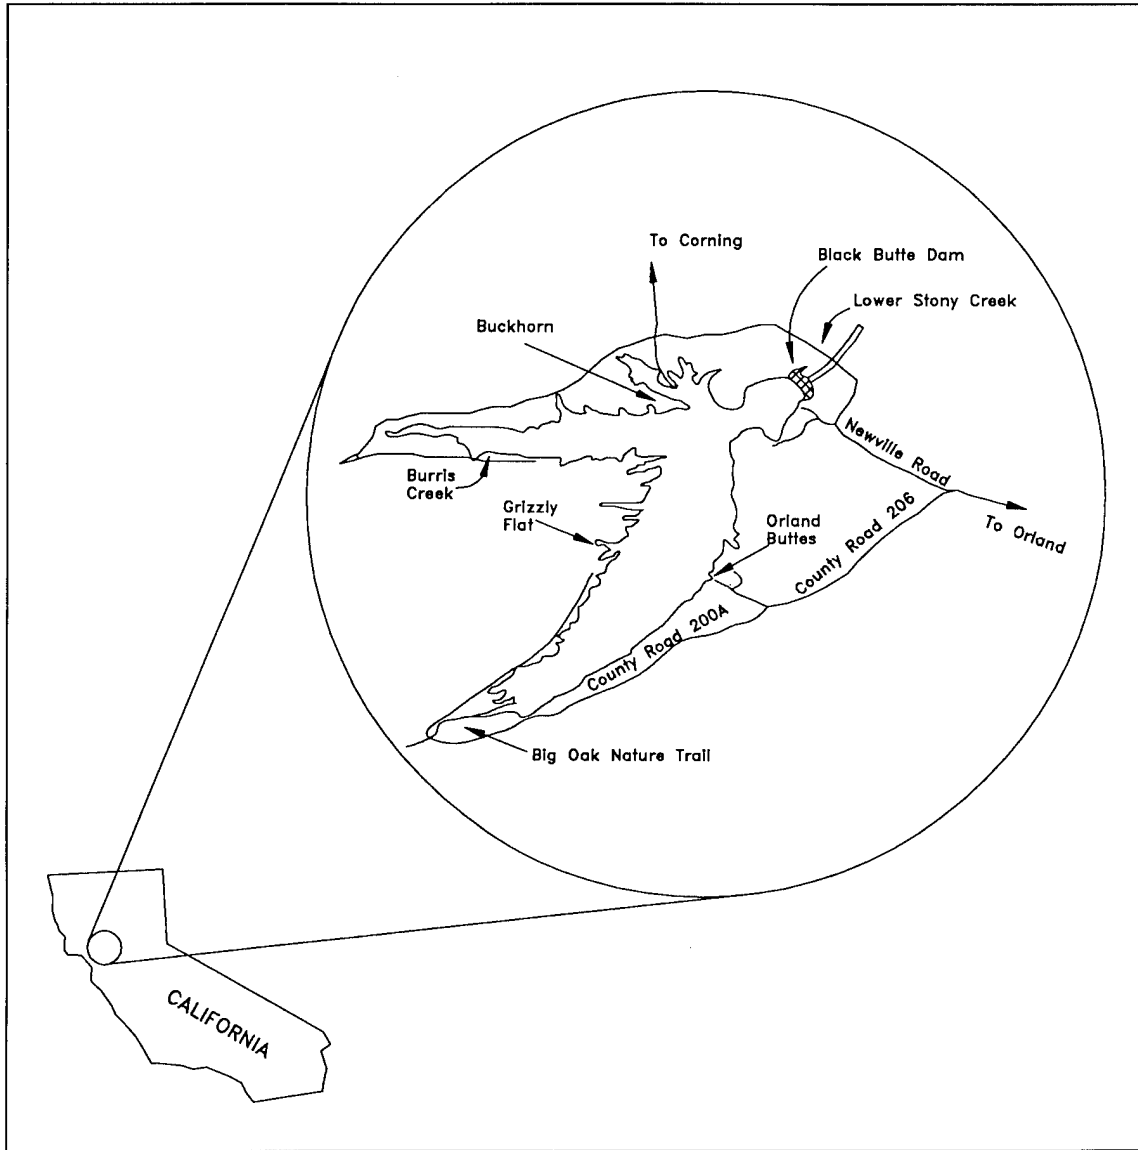 To Corning
Black Butte Dam
Lower Stony Creek
Buckhorn
Newville Road
Burris
Creek
Grizzly
Flat
Orland
Buttes
County Road 206
To Orland
County Road 200A
Big Oak Nature Trail
CALIFORNIA